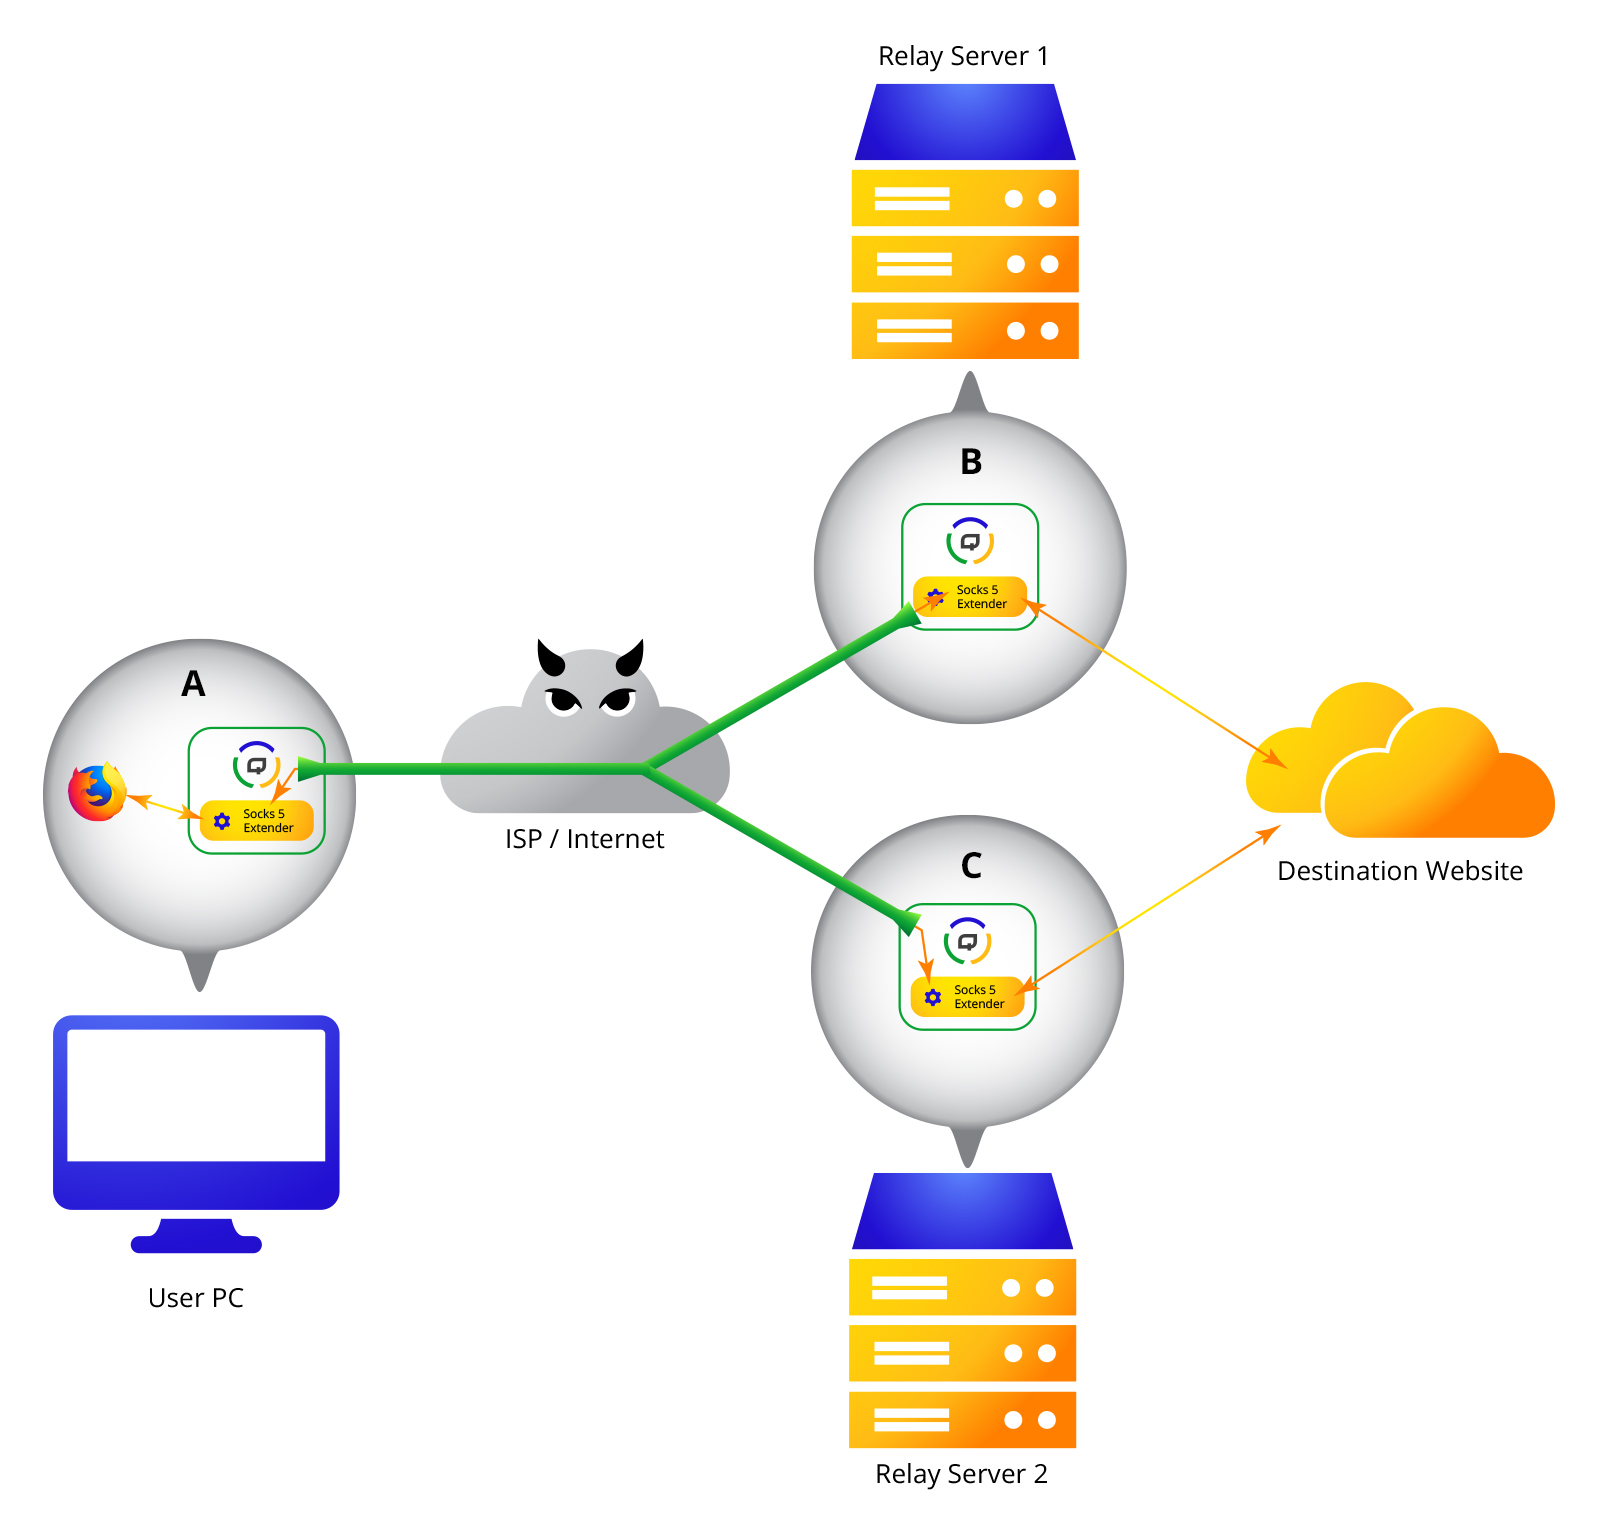 Relay Server 1
B
Socks 5
Extender
A
Socks 5
Extender
ISP / Internet
Destination Website
C
Socks 5
Extender
User PC
Relay Server 2